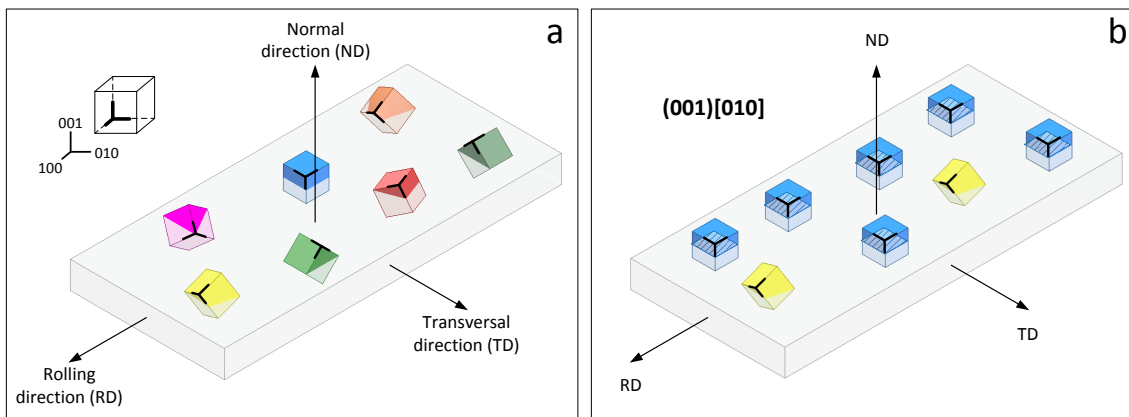 a
Normal
direction (ND)
001
100
010
Transversal
direction (TD)
Rolling
direction (RD)
b
ND
(001)[010]
TD
RD